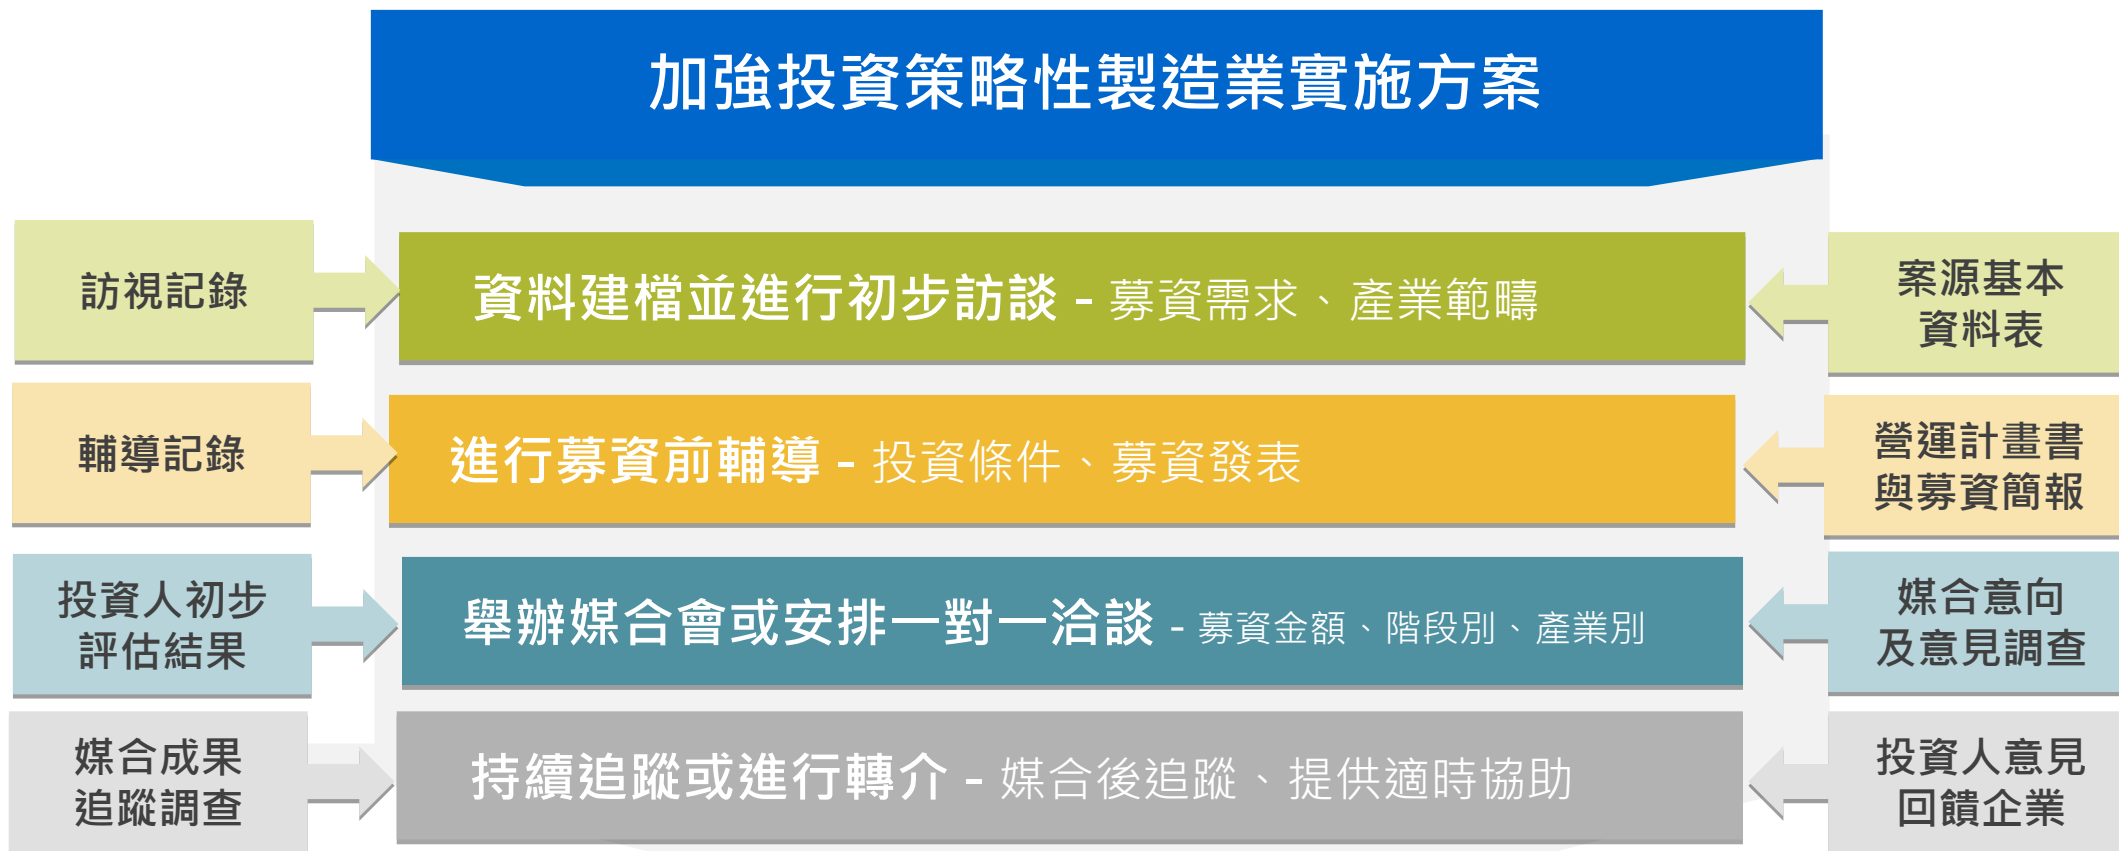 加強投資策略性製造業實施方案
訪視記錄
資料建檔並進行初步訪談 - 募資需求、產業範疇
案源基本
資料表
輔導記錄
進行募資前輔導 - 投資條件、募資發表
營運計畫書
與募資簡報
投資人初步
評估結果
舉辦媒合會或安排一對一洽談 - 募資金額、階段別、產業別
媒合意向
及意見調查
媒合成果
追蹤調查
持續追蹤或進行轉介 - 媒合後追蹤、提供適時協助
投資人意見
回饋企業